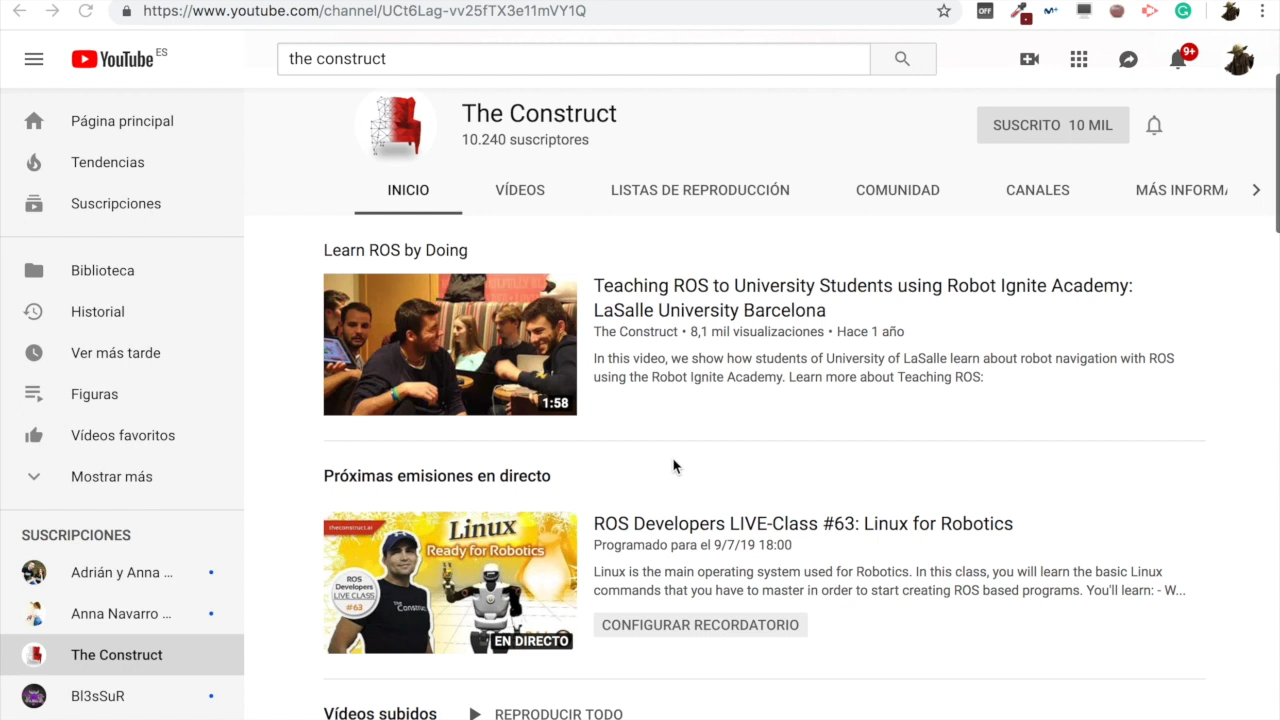 https://www.youtube.com/channel/UCt6Lag-vv25fTX3e11mVY1Q
OFF
YouTube ES
the construct
9+
Página principal
Tendencias
Suscripciones
Biblioteca
Historial
Ver más tarde
Figuras
Vídeos favoritos
Mostrar más
SUSCRIPCIONES
Adrián y Anna ...
Anna Navarro ...
The Construct
Bl3sSuR
The Construct
10.240 suscriptores
SUSCRITO 10 MIL
INICIO
VÍDEOS
LISTAS DE REPRODUCCIÓN
COMUNIDAD
CANALES
MÁS INFORMA
Learn ROS by Doing
1:58
Teaching ROS to University Students using Robot Ignite Academy:
LaSalle University Barcelona
The Construct • 8,1 mil visualizaciones • Hace 1 año
In this video, we show how students of University of LaSalle learn about robot navigation with ROS
using the Robot Ignite Academy. Learn more about Teaching ROS:
Próximas emisiones en directo
theconstruct.ai
Linux
Ready for Robotics
ROS
Developers
LIVE CLASS
#63
EN DIRECTO
ROS Developers LIVE-Class #63: Linux for Robotics
Programado para el 9/7/19 18:00
Linux is the main operating system used for Robotics. In this class, you will learn the basic Linux
commands that you have to master in order to start creating ROS based programs. You'll learn: - W...
CONFIGURAR RECORDATORIO
Vídeos subidos
REPRODUCIR TODO